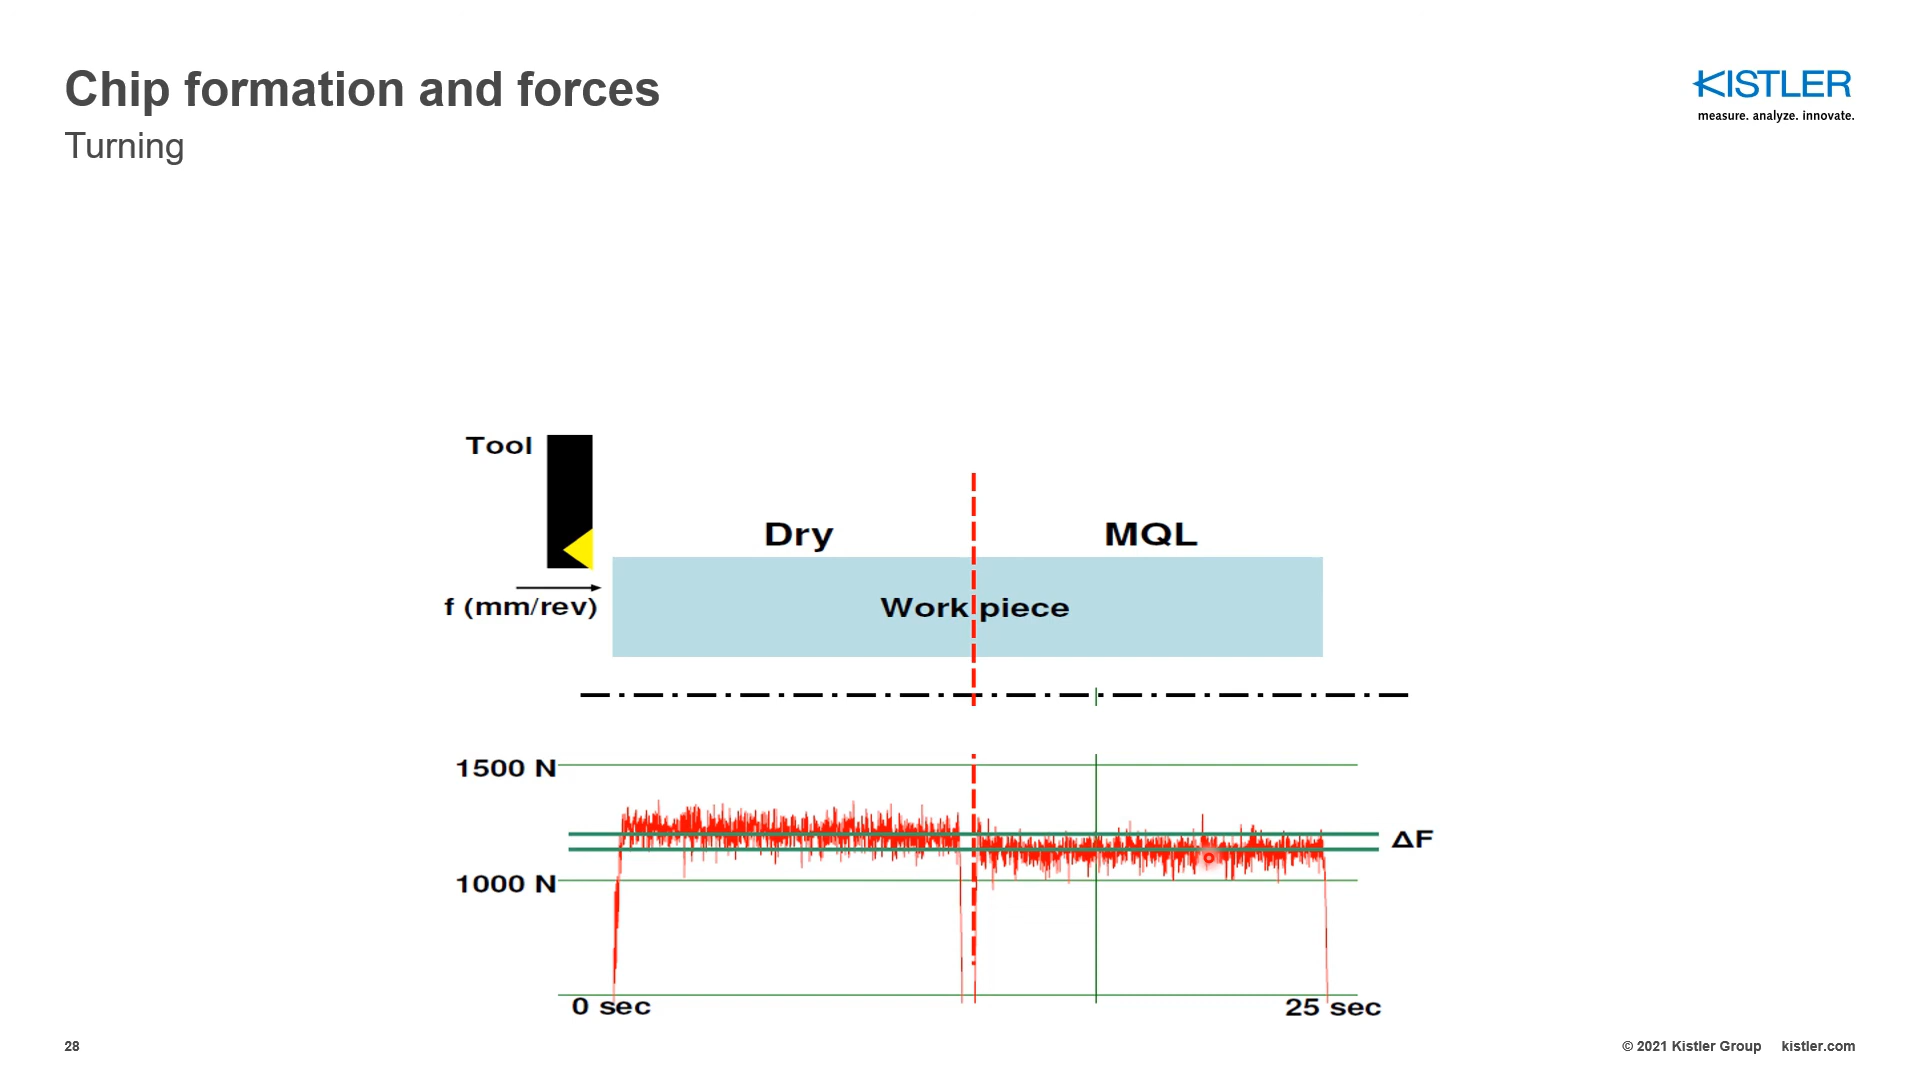 Chip formation and forces
Turning
KISTLER
measure. analyze. innovate.
Tool
Dry
MQL
f (mm/rev)
Work piece
1500 N
ΔF
1000 N
0 sec
25 sec
28
© 2021 Kistler Group kistler.com